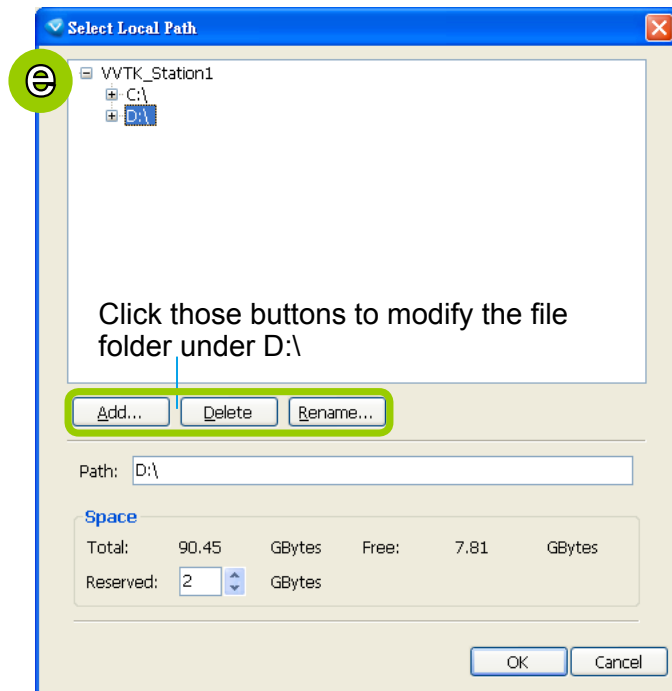 Select Local Path
e
VVTK_Station1
C:\
D:\
Click those buttons to modify the file
folder under D:\
Add... Delete Rename...
Path: D:\
Space
Total: 90.45 GBytes Free: 7.81 GBytes
Reserved: 2 GBytes
OK Cancel